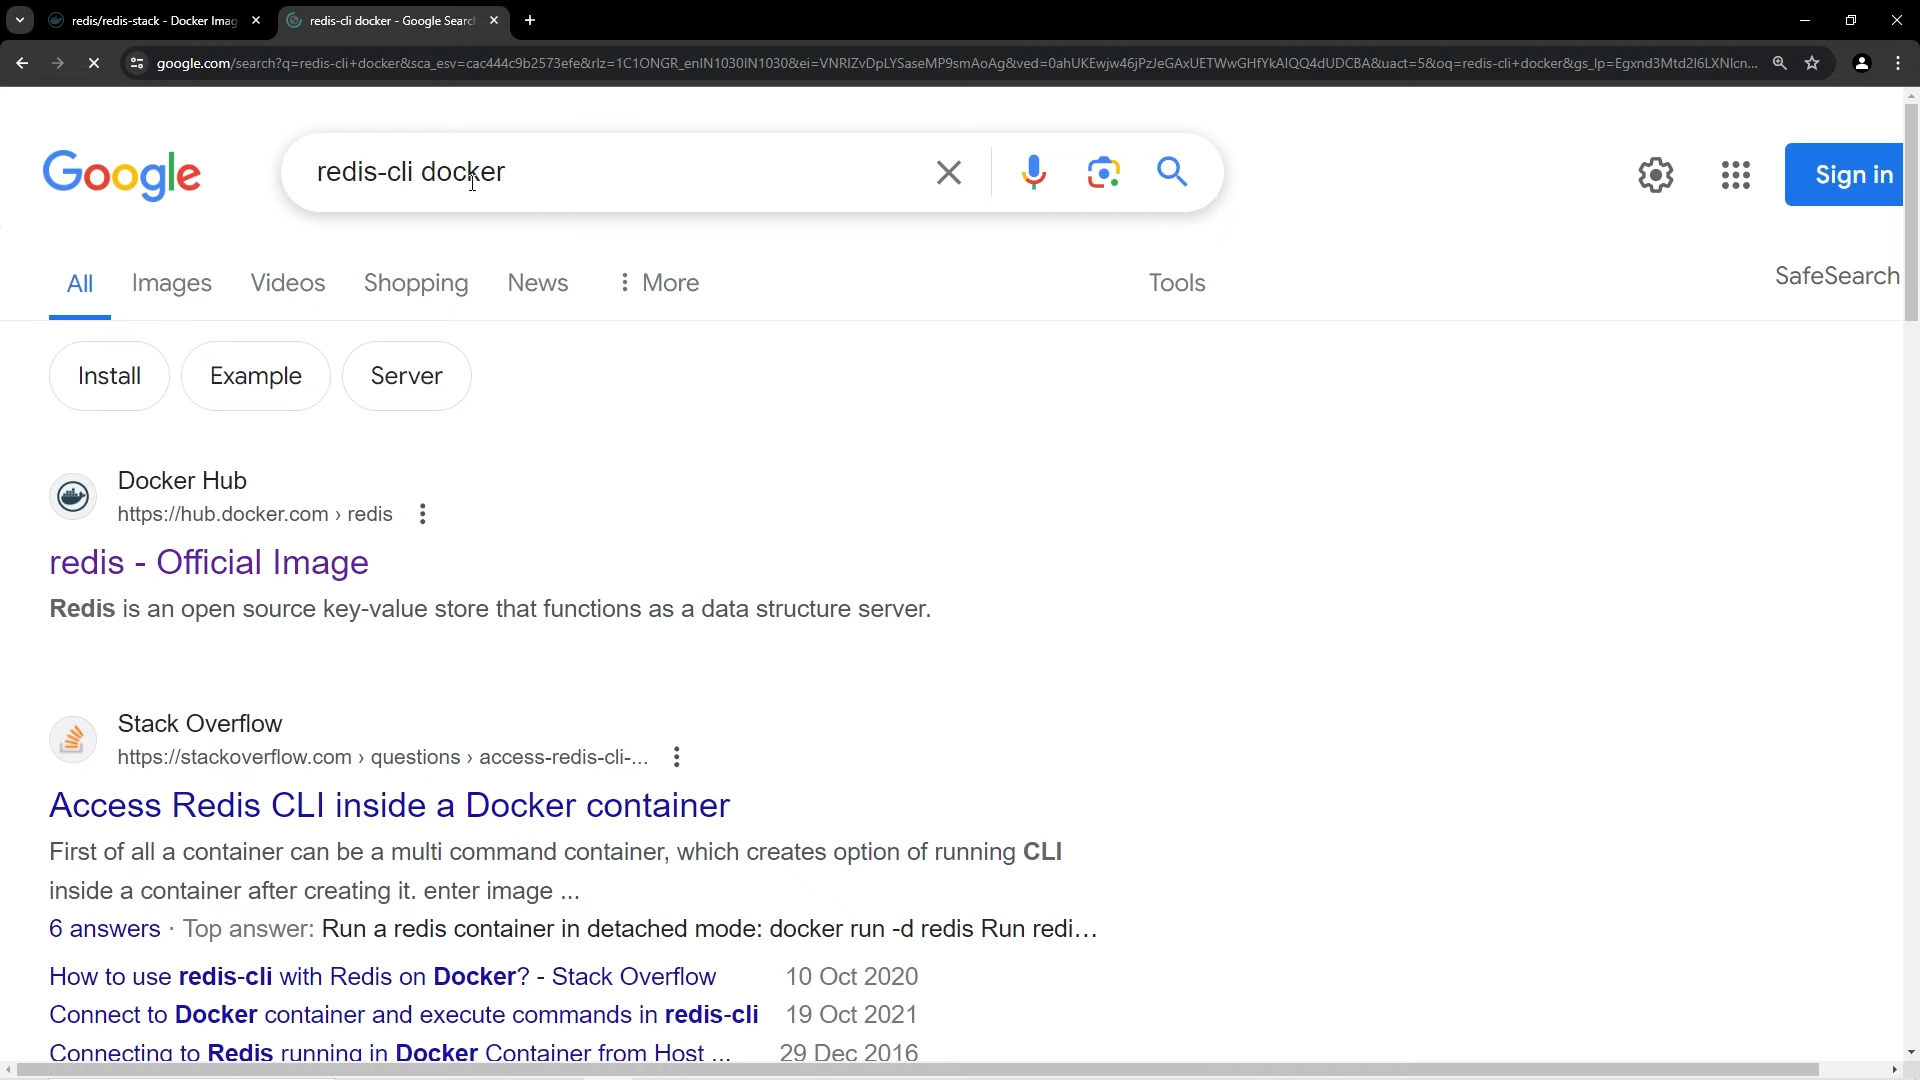 redis/redis-stack - Docker Imag
redis-cli docker - Google Search
google.com/search?q=redis-cli+docker&sca_esv=cac444c9b2573efe&rlz=1C1ONGR_enIN1030IN1030&ei=VNRIZvDpLYSaseMP9smAoAg&ved=0ahUKEwjw46jPzJeGAxUETWwGHfYkAIQQ4dUDCBA&uact=5&oq=redis-cli+docker&gs_lp=Egxnd3Mtd2l6LXNlcn...
Google
redis-cli docker
Sign in
All
Images
Videos
Shopping
News
More
Tools
SafeSearch
Install
Example
Server
Docker Hub
https://hub.docker.com › redis
redis - Official Image
Redis is an open source key-value store that functions as a data structure server.
Stack Overflow
https://stackoverflow.com › questions › access-redis-cli-...
Access Redis CLI inside a Docker container
First of all a container can be a multi command container, which creates option of running CLI
inside a container after creating it. enter image ...
6 answers · Top answer: Run a redis container in detached mode: docker run -d redis Run redi...
How to use redis-cli with Redis on Docker? - Stack Overflow 10 Oct 2020
Connect to Docker container and execute commands in redis-cli 19 Oct 2021
Connecting to Redis running in Docker Container from Host ... 29 Dec 2016